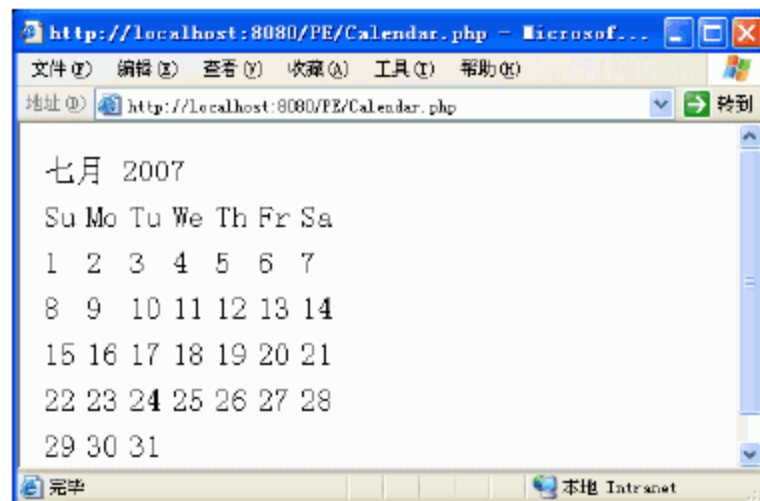 http://localhost:8080/PE/Calendar.php - Microsof...
文件(F) 编辑(E) 查看(V) 收藏(A) 工具(T) 帮助(H)
地址(D) http://localhost:8080/PE/Calendar.php 转到
七月 2007
Su Mo Tu We Th Fr Sa
1 2 3 4 5 6 7
8 9 10 11 12 13 14
15 16 17 18 19 20 21
22 23 24 25 26 27 28
29 30 31
完毕 本地 Intranet